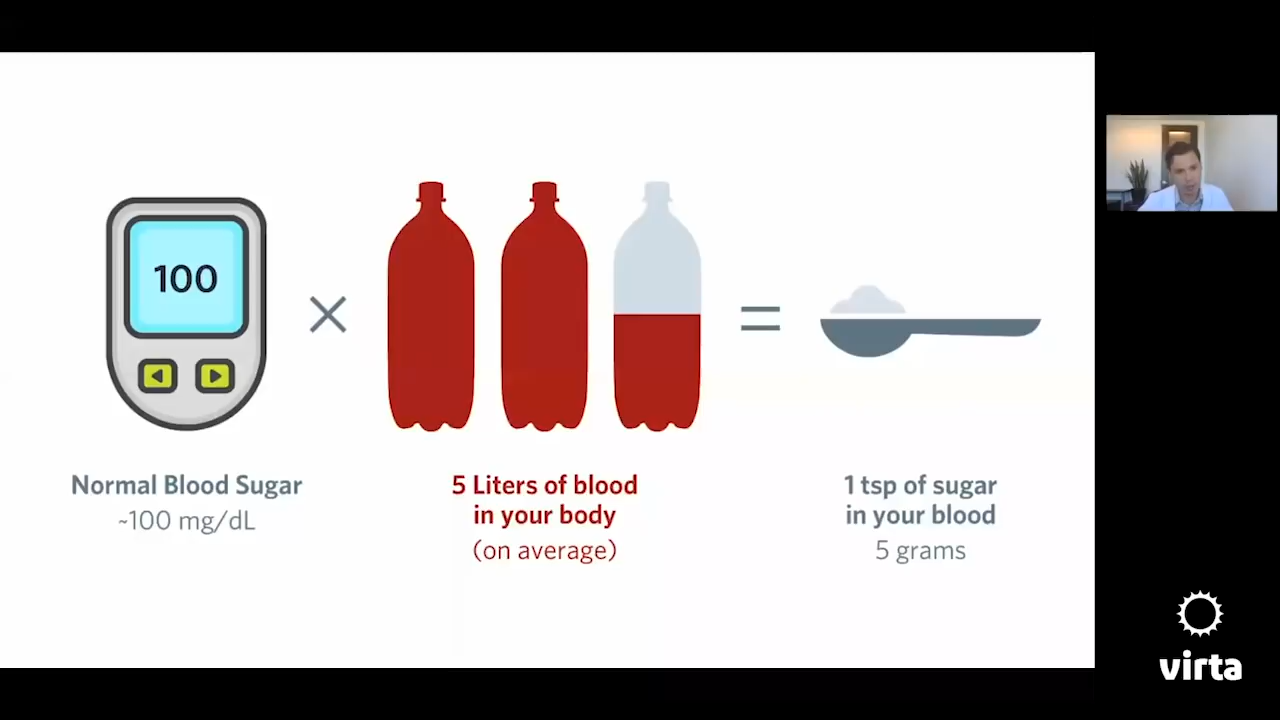 100
Normal Blood Sugar
~100 mg/dL
5 Liters of blood
in your body
(on average)
1 tsp of sugar
in your blood
5 grams
virta